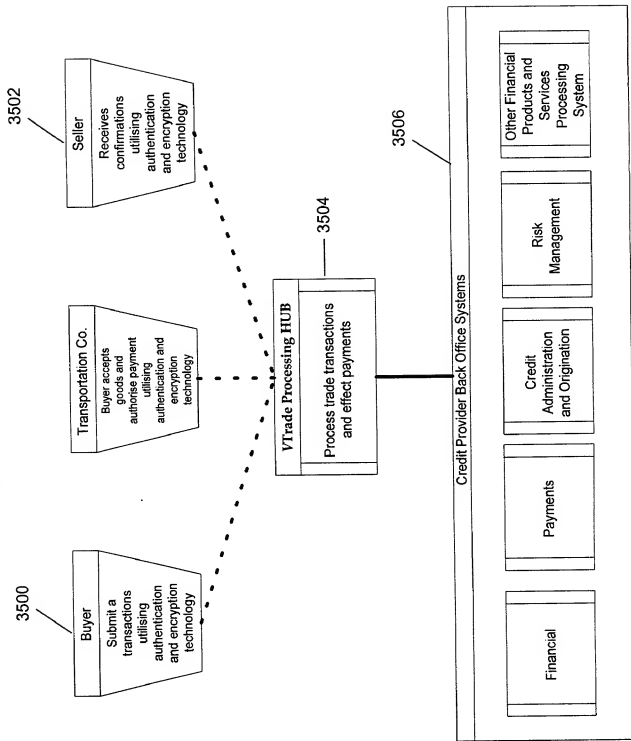 3500
Buyer
Submit a
transactions
utilising
authentication
and encryption
technology
Transportation Co.
Buyer accepts
goods and
authorise payment
utilising
authentication and
encryption
technology
3502
Seller
Receives
confirmations
utilising
authentication
and encryption
technology
3504
VTrade Processing HUB
Process trade transactions
and effect payments
3506
Credit Provider Back Office Systems
Financial
Payments
Credit
Administration
and Origination
Risk
Management
Other Financial
Products and
Services
Processing
System